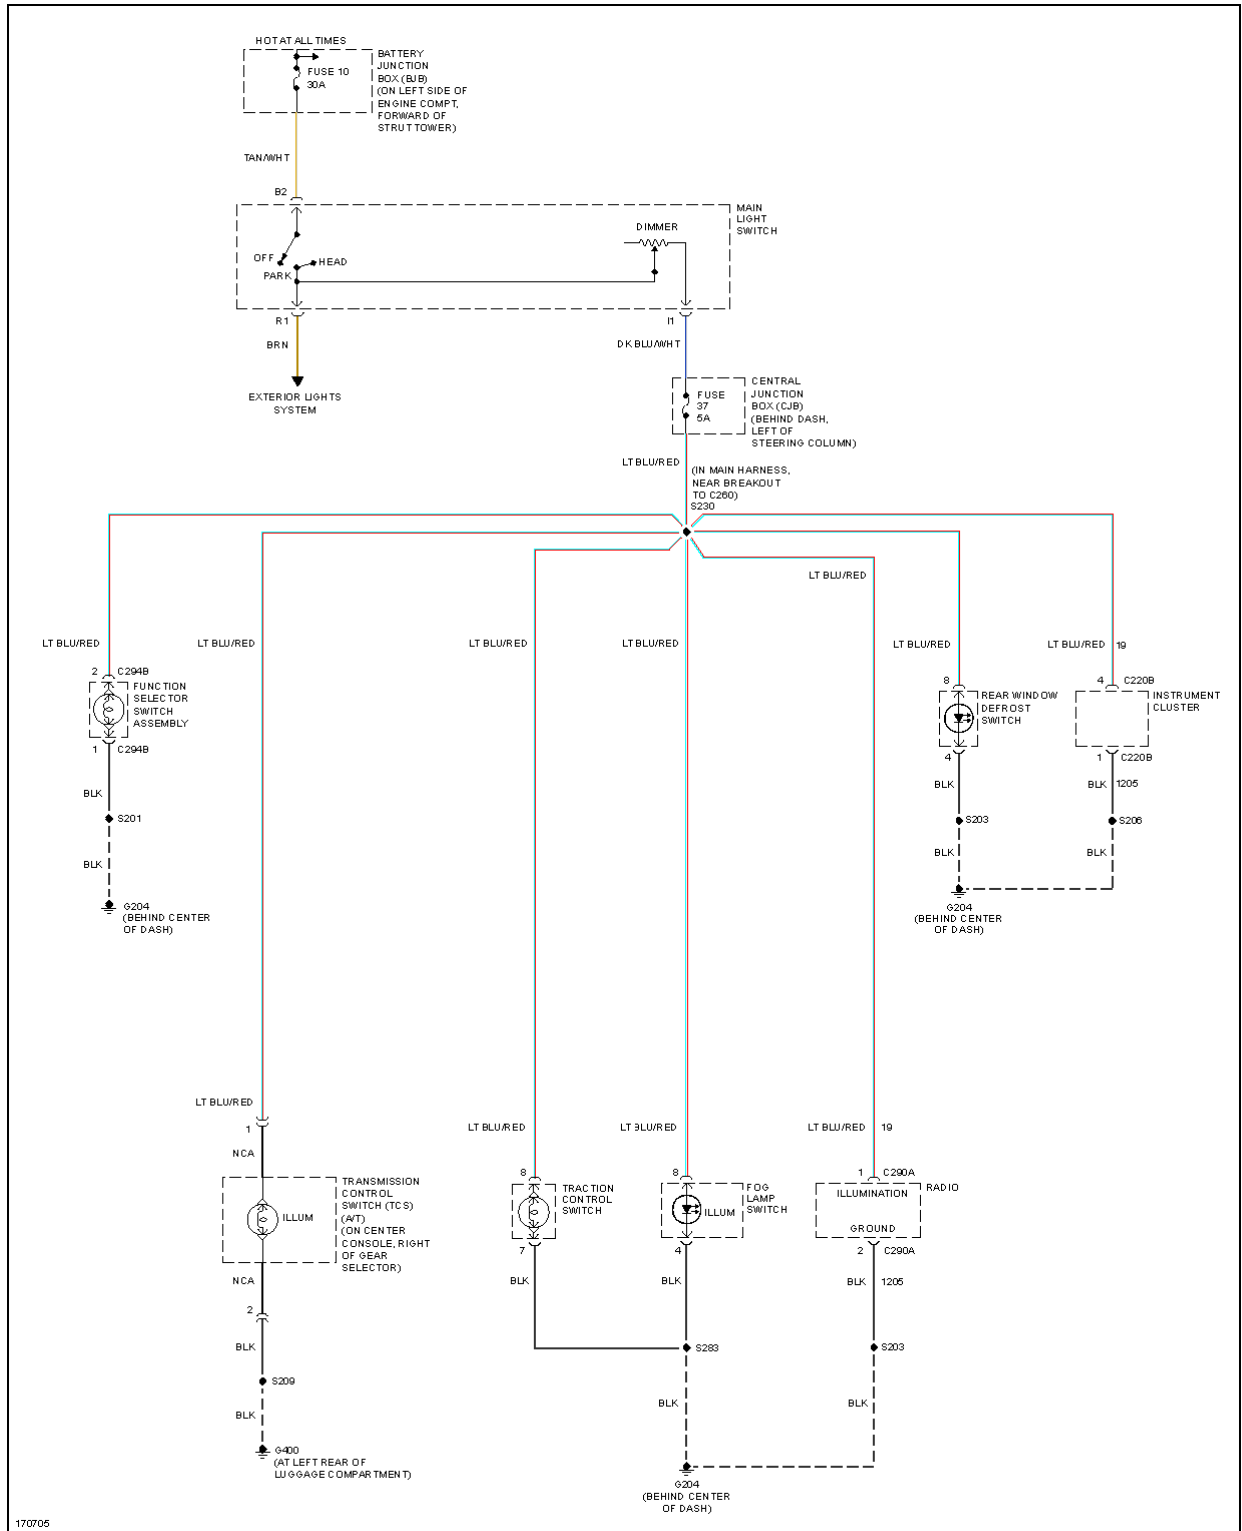 HOT AT ALL TIMES
BATTERY
JUNCTION
BOX (BJB)
(ON LEFT SIDE OF
ENGINE COMPT,
FORWARD OF
STRUT TOWER)
FUSE 10
30A
TAN/WHT
B2
MAIN
LIGHT
SWITCH
DIMMER
OFF
HEAD
PARK
R1
I1
BRN
DK BLU/WHT
EXTERIOR LIGHTS
SYSTEM
FUSE
37
5A
CENTRAL
JUNCTION
BOX (CJB)
(BEHIND DASH,
LEFT OF
STEERING COLUMN)
LT BLU/RED
(IN MAIN HARNESS,
NEAR BREAKOUT
TO C260)
S230
LT BLU/RED
LT BLU/RED
LT BLU/RED
LT BLU/RED
LT BLU/RED
LT BLU/RED
LT BLU/RED
19
2
C294B
FUNCTION
SELECTOR
SWITCH
ASSEMBLY
1
C294B
BLK
S201
BLK
G204
(BEHIND CENTER
OF DASH)
8
REAR WINDOW
DEFROST
SWITCH
4
BLK
S203
BLK
4
C220B
INSTRUMENT
CLUSTER
1
C220B
BLK
1205
S206
BLK
G204
(BEHIND CENTER
OF DASH)
LT BLU/RED
1
NCA
TRANSMISSION
CONTROL
SWITCH (TCS)
(A/T)
(ON CENTER
CONSOLE, RIGHT
OF GEAR
SELECTOR)
ILLUM
NCA
2
BLK
S209
BLK
G400
(AT LEFT REAR OF
LUGGAGE COMPARTMENT)
LT BLU/RED
8
TRACTION
CONTROL
SWITCH
7
BLK
LT BLU/RED
8
FOG
LAMP
SWITCH
ILLUM
4
BLK
S283
BLK
LT BLU/RED
19
1
C290A
ILLUMINATION
RADIO
GROUND
2
C290A
BLK
1205
S203
BLK
G204
(BEHIND CENTER
OF DASH)
170705